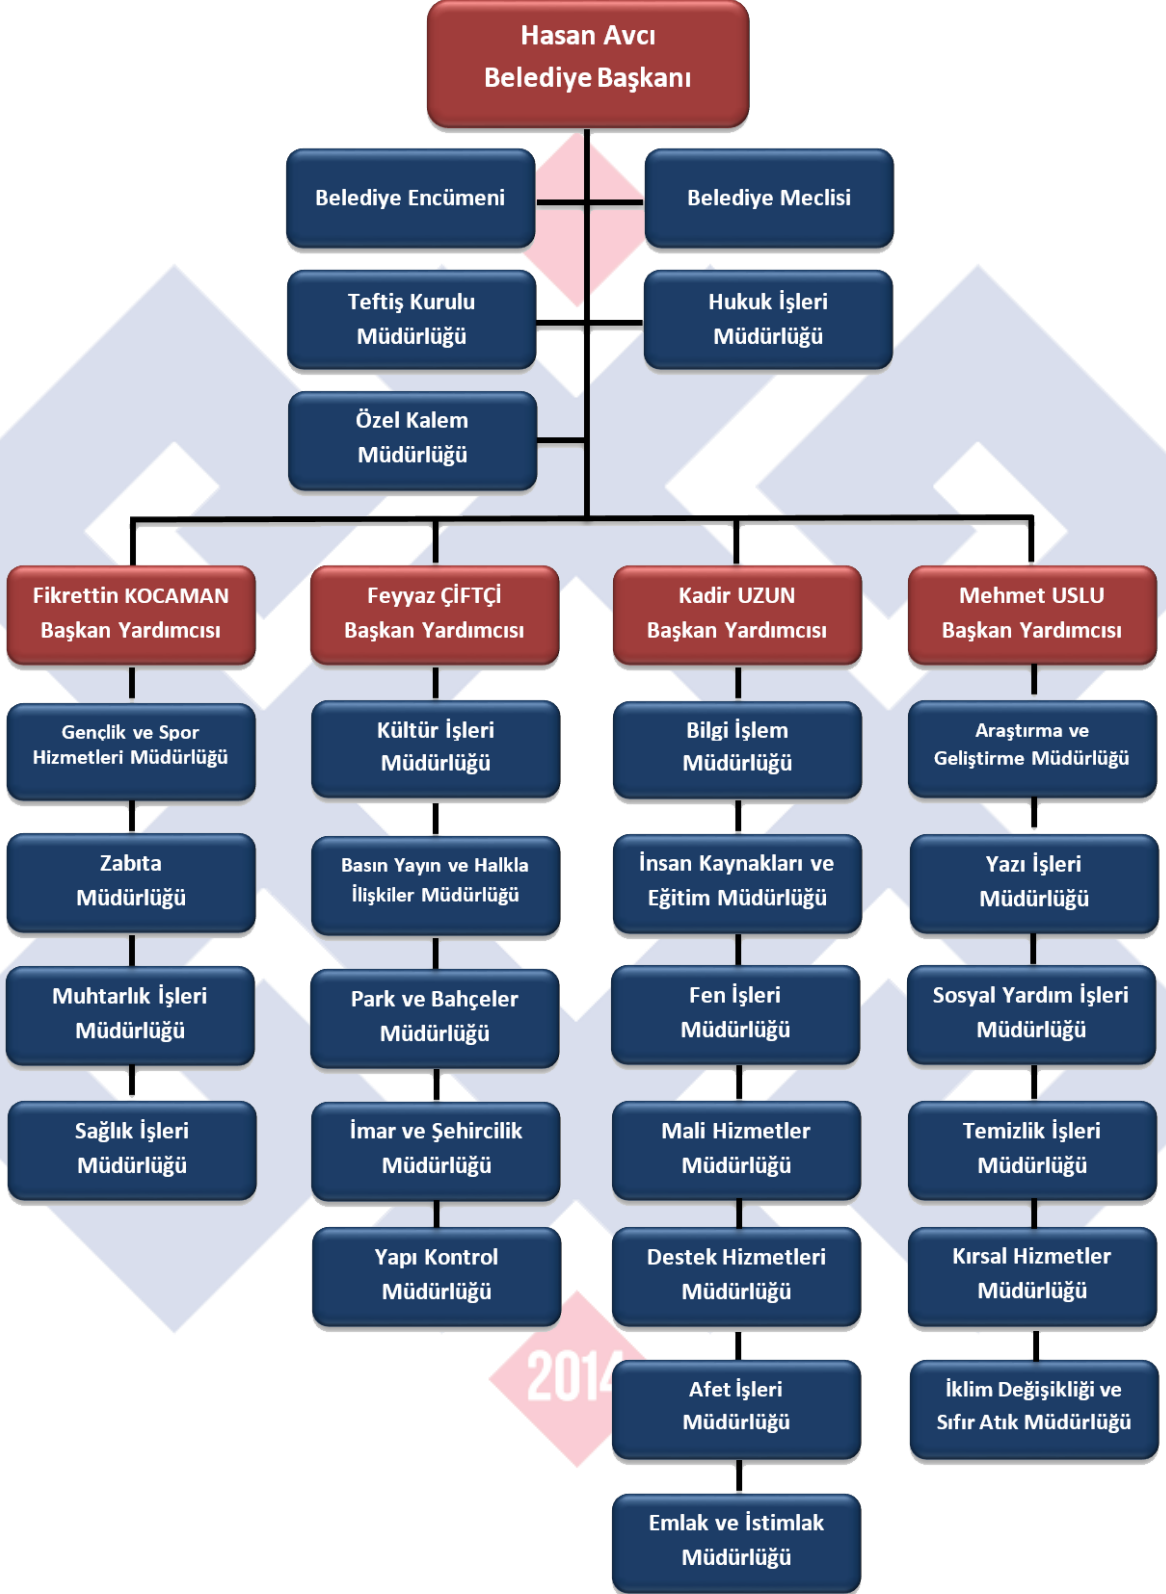 Hasan Avcı
Belediye Başkanı
Belediye Encümeni
Belediye Meclisi
Teftiş Kurulu
Müdürlüğü
Hukuk İşleri
Müdürlüğü
Özel Kalem
Müdürlüğü
Fikrettin KOCAMAN
Başkan Yardımcısı
Gençlik ve Spor
Hizmetleri Müdürlüğü
Zabıta
Müdürlüğü
Muhtarlık İşleri
Müdürlüğü
Sağlık İşleri
Müdürlüğü
Feyyaz ÇİFTÇİ
Başkan Yardımcısı
Kültür İşleri
Müdürlüğü
Basın Yayın ve Halkla
İlişkiler Müdürlüğü
Park ve Bahçeler
Müdürlüğü
İmar ve Şehircilik
Müdürlüğü
Yapı Kontrol
Müdürlüğü
Kadir UZUN
Başkan Yardımcısı
Bilgi İşlem
Müdürlüğü
İnsan Kaynakları ve
Eğitim Müdürlüğü
Fen İşleri
Müdürlüğü
Mali Hizmetler
Müdürlüğü
Destek Hizmetleri
Müdürlüğü
Afet İşleri
Müdürlüğü
Emlak ve İstimlak
Müdürlüğü
Mehmet USLU
Başkan Yardımcısı
Araştırma ve
Geliştirme Müdürlüğü
Yazı İşleri
Müdürlüğü
Sosyal Yardım İşleri
Müdürlüğü
Temizlik İşleri
Müdürlüğü
Kırsal Hizmetler
Müdürlüğü
İklim Değişikliği ve
Sıfır Atık Müdürlüğü
2014